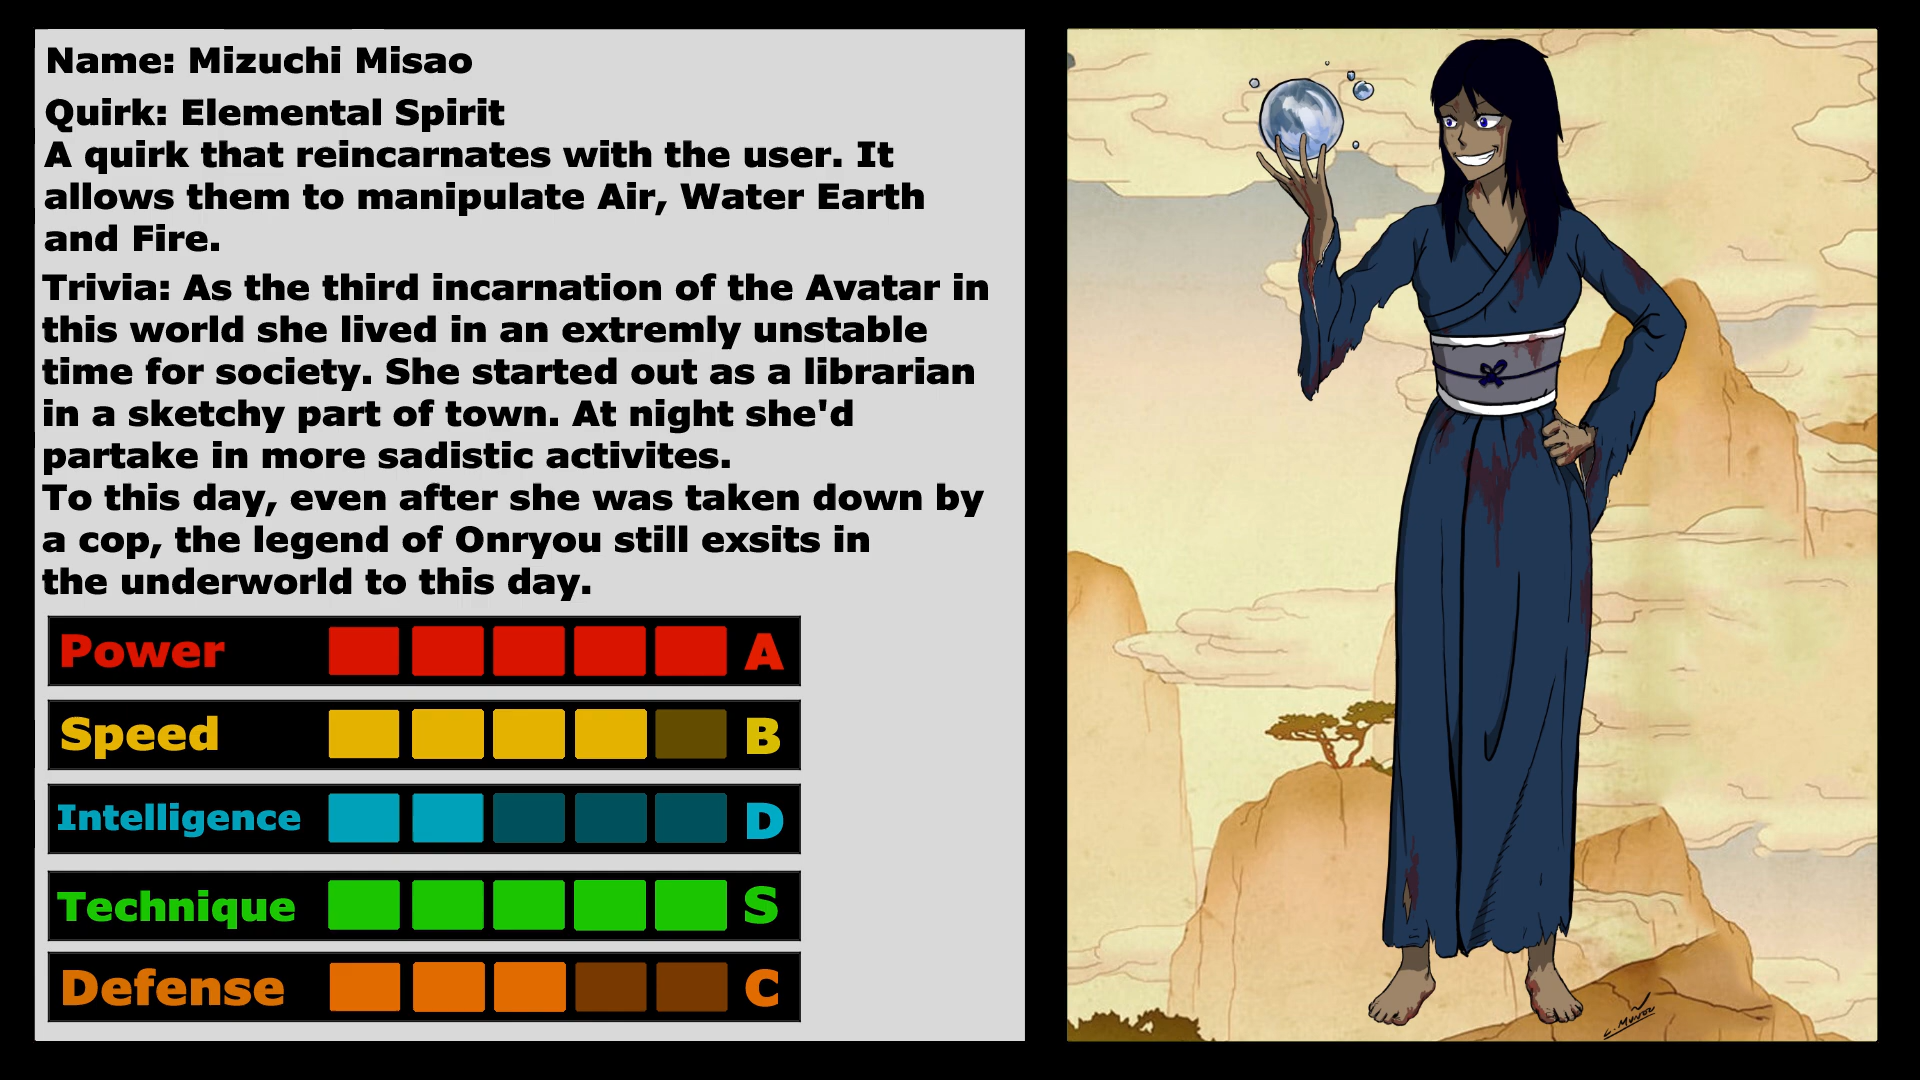 Name: Mizuchi Misao
Quirk: Elemental Spirit
A quirk that reincarnates with the user. It
allows them to manipulate Air, Water Earth
and Fire.
Trivia: As the third incarnation of the Avatar in
this world she lived in an extremly unstable
time for society. She started out as a librarian
in a sketchy part of town. At night she'd
partake in more sadistic activites.
To this day, even after she was taken down by
a cop, the legend of Onryou still exsits in
the underworld to this day.
Power A
Speed B
Intelligence D
Technique S
Defense C